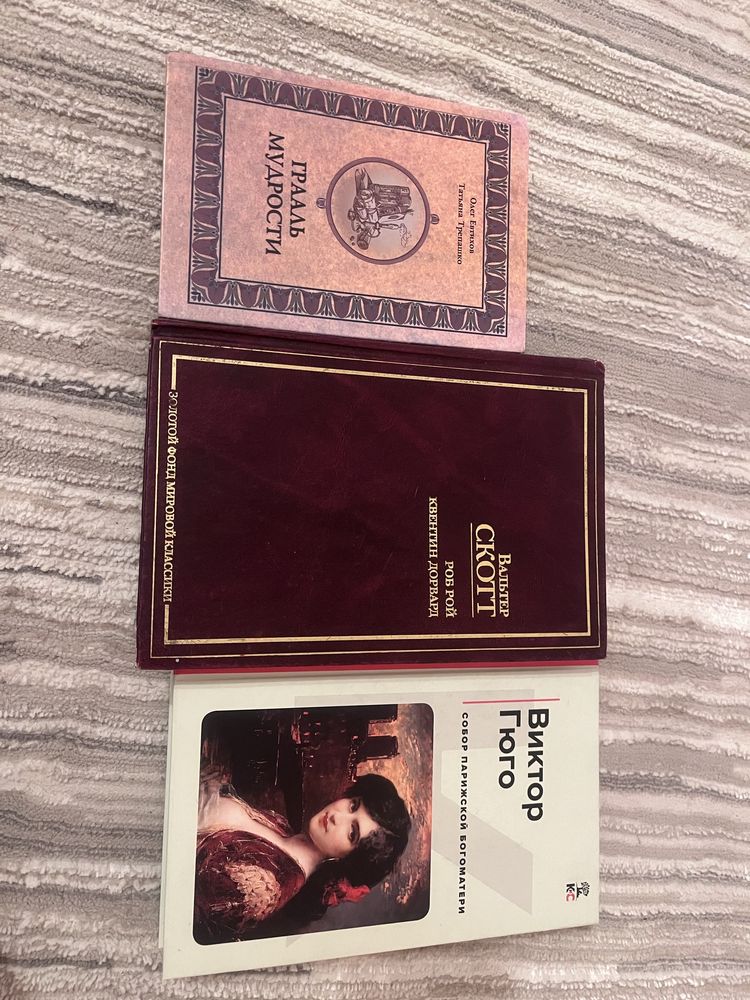 Олег Евтихов
Татьяна Трепашко
ГРААЛЬ
МУДРОСТИ
ВАЛЬТЕР
СКОТТ
РОБ РОЙ
КВЕНТИН ДОРВАРД
ЗОЛОТОЙ ФОНД МИРОВОЙ КЛАССИКИ
Виктор
Гюго
СОБОР ПАРИЖСКОЙ БОГОМАТЕРИ
К•С